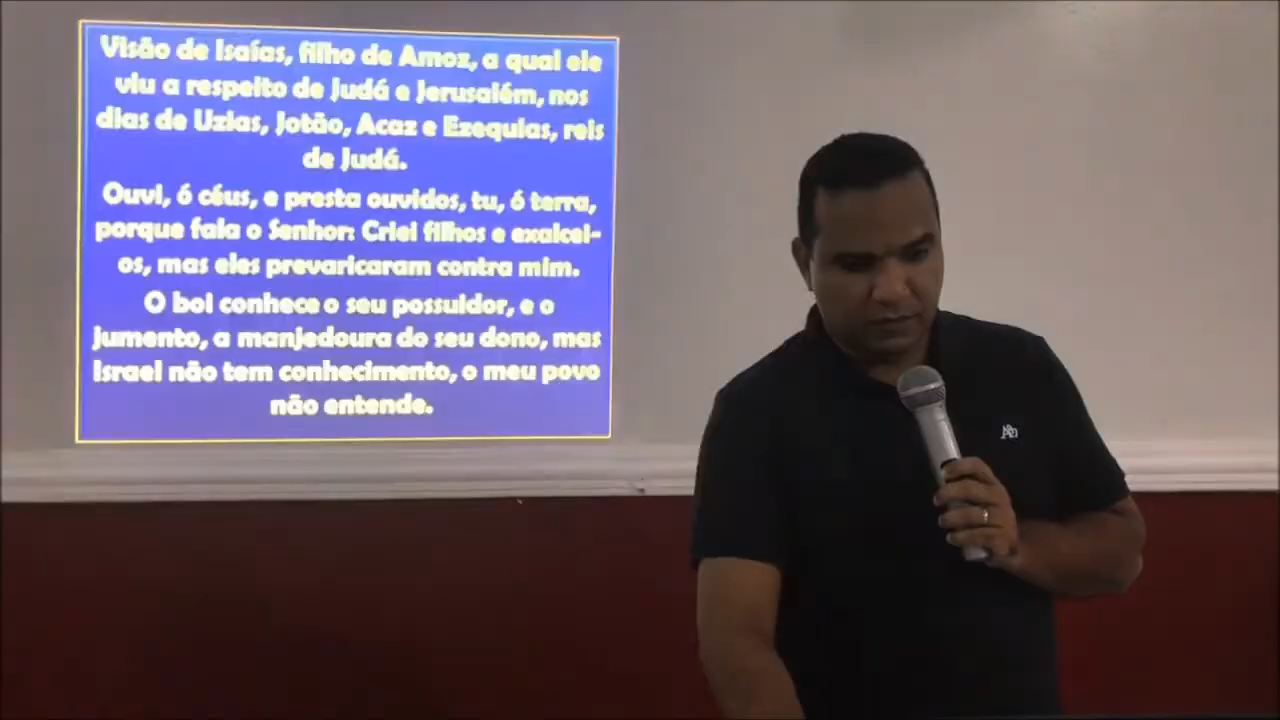 Visão de Isaías, filho de Amoz, a qual ele
viu a respeito de Judá e Jerusalém, nos
dias de Uzias, Jotão, Acaz e Ezequias, reis
de Judá.
Ouvi, ó céus, e presta ouvidos, tu, ó terra,
porque fala o Senhor: Criei filhos e exalcei-
os, mas eles prevaricaram contra mim.
O boi conhece o seu possuidor, e o
jumento, a manjedoura do seu dono, mas
Israel não tem conhecimento, o meu povo
não entende.